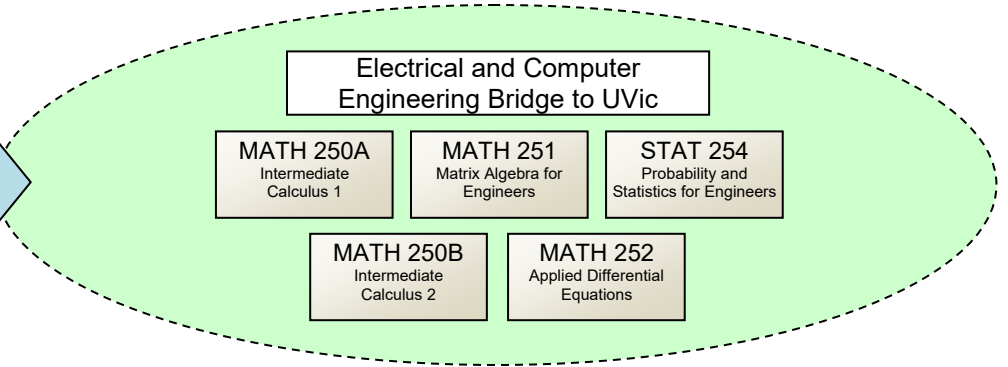 Electrical and Computer
Engineering Bridge to UVic
MATH 250A
Intermediate
Calculus 1
MATH 251
Matrix Algebra for
Engineers
STAT 254
Probability and
Statistics for Engineers
MATH 250B
Intermediate
Calculus 2
MATH 252
Applied Differential
Equations